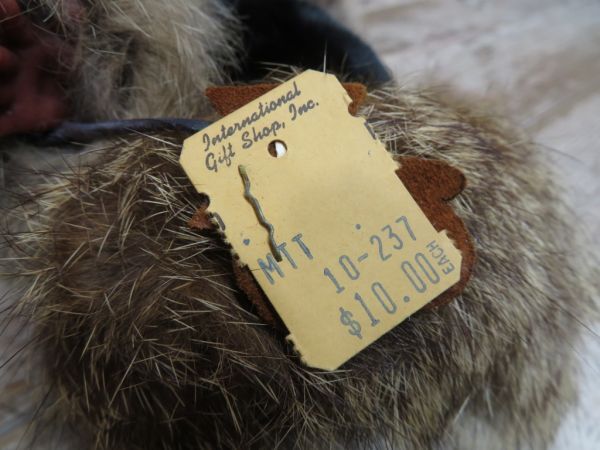 International
Gift Shop, Inc.
MTT 10-237
$10.00 EACH